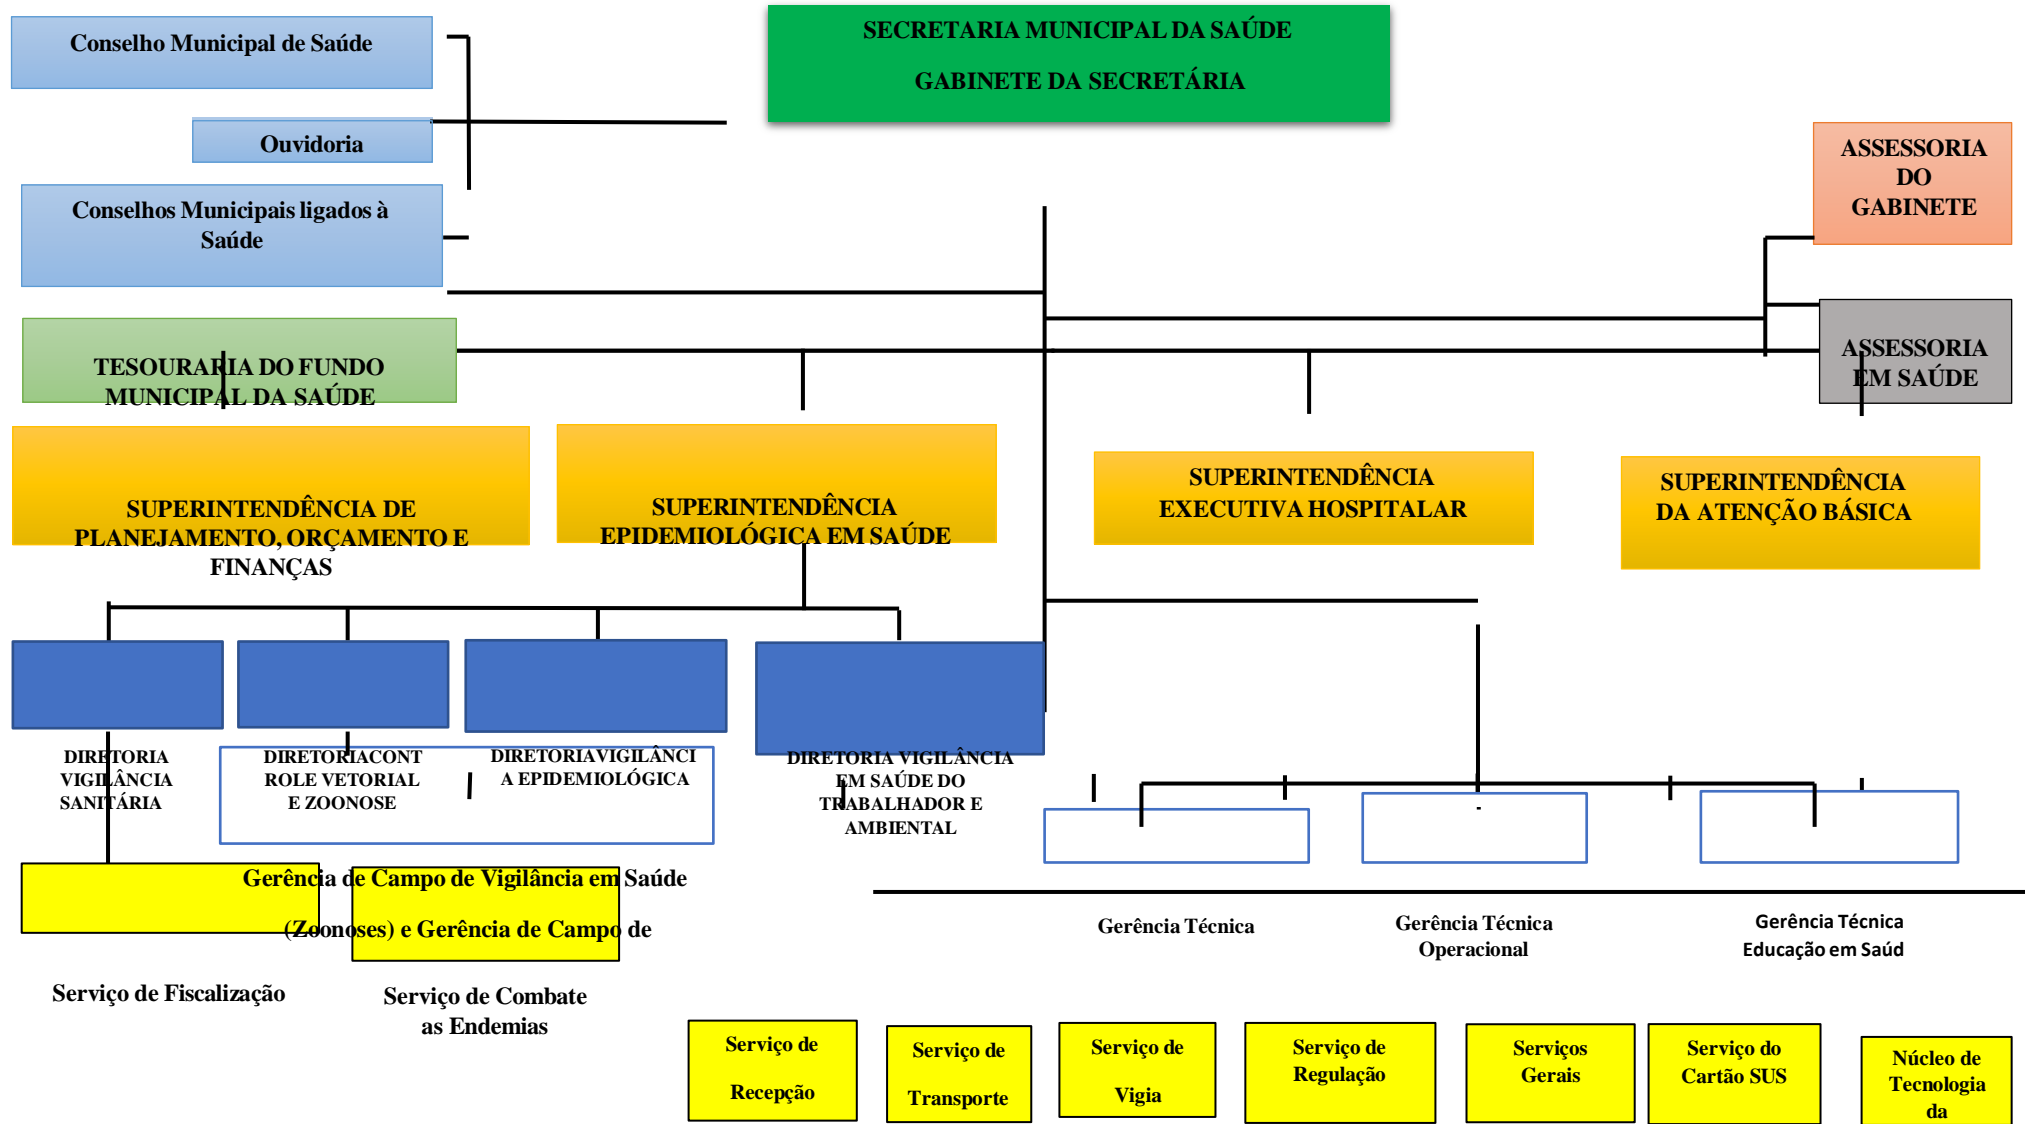 Conselho Municipal de Saúde
SECRETARIA MUNICIPAL DA SAÚDE
GABINETE DA SECRETÁRIA
Ouvidoria
ASSESSORIA
DO
GABINETE
Conselhos Municipais ligados à
Saúde
TESOURARIA DO FUNDO
MUNICIPAL DA SAÚDE
ASSESSORIA
EM SAÚDE
SUPERINTENDÊNCIA DE
PLANEJAMENTO, ORÇAMENTO E
FINANÇAS
SUPERINTENDÊNCIA
EPIDEMIOLÓGICA EM SAÚDE
SUPERINTENDÊNCIA
EXECUTIVA HOSPITALAR
SUPERINTENDÊNCIA
DA ATENÇÃO BÁSICA
DIRETORIA
VIGILÂNCIA
SANITÁRIA
DIRETORIACONT
ROLE VETORIAL
E ZOONOSE
DIRETORIAVIGILÂNCI
A EPIDEMIOLÓGICA
DIRETORIA VIGILÂNCIA
EM SAÚDE DO
TRABALHADOR E
AMBIENTAL
Gerência de Campo de Vigilância em Saúde
(Zoonoses) e Gerência de Campo de
Gerência Técnica
Gerência Técnica
Operacional
Gerência Técnica
Educação em Saúd
Serviço de Fiscalização
Serviço de Combate
as Endemias
Serviço de
Recepção
Serviço de
Transporte
Serviço de
Vigia
Serviço de
Regulação
Serviços
Gerais
Serviço do
Cartão SUS
Núcleo de
Tecnologia
da